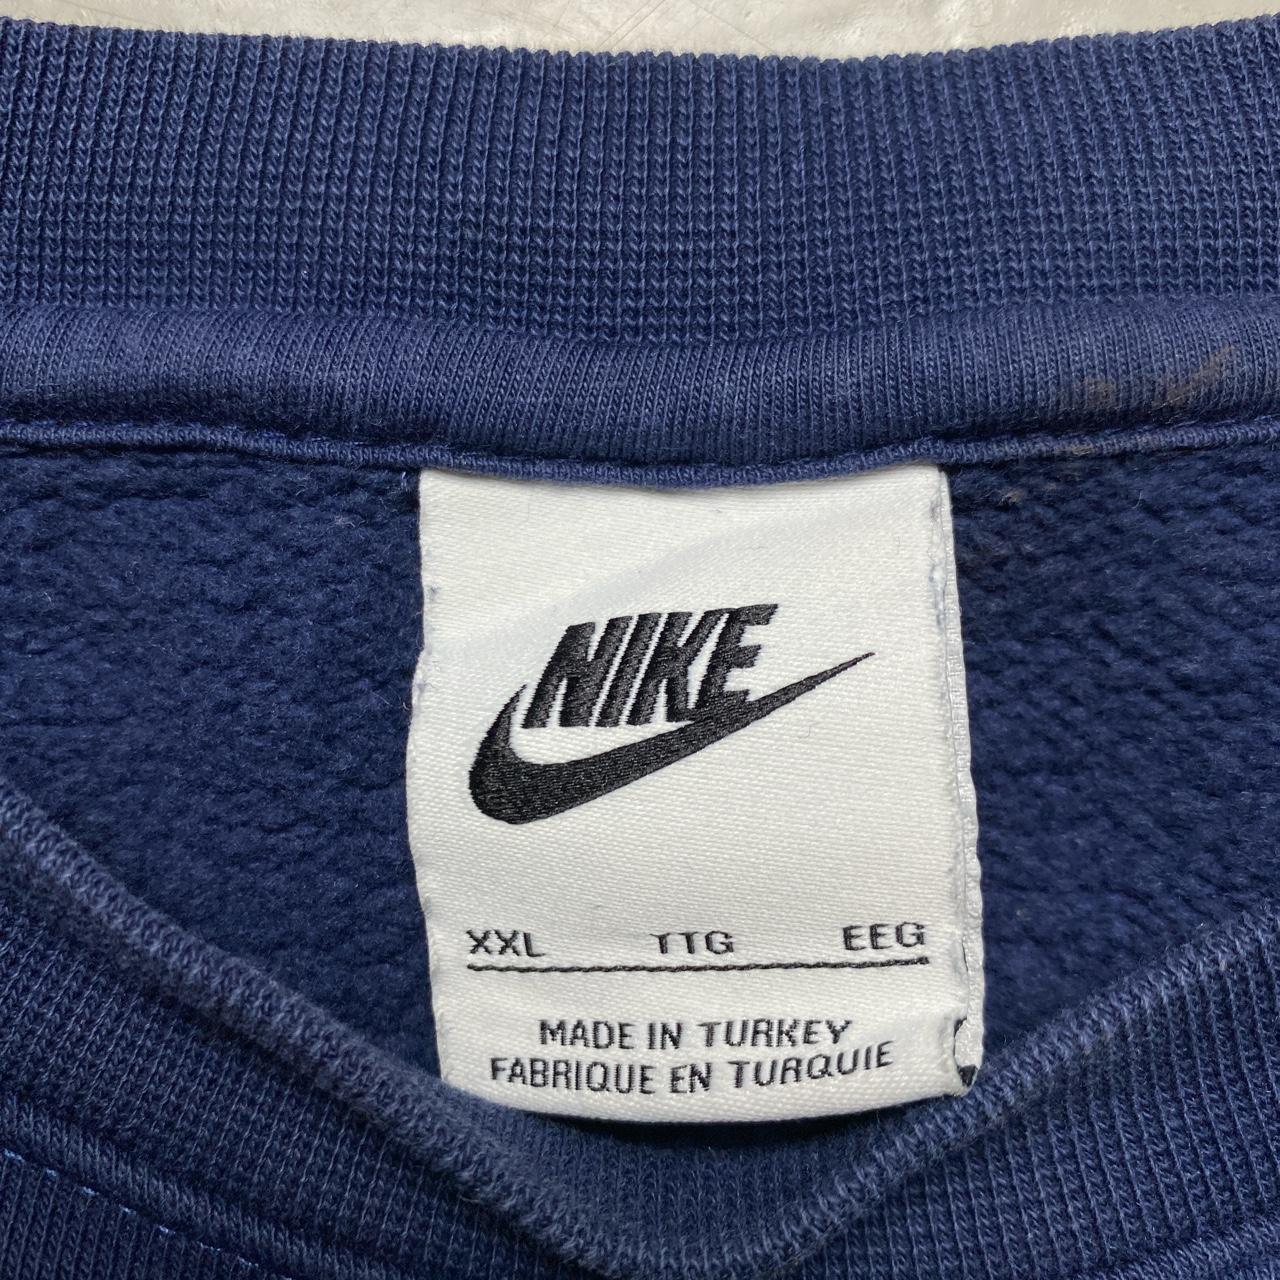 NIKE
XXL TTG EEG
MADE IN TURKEY
FABRIQUE EN TURQUIE